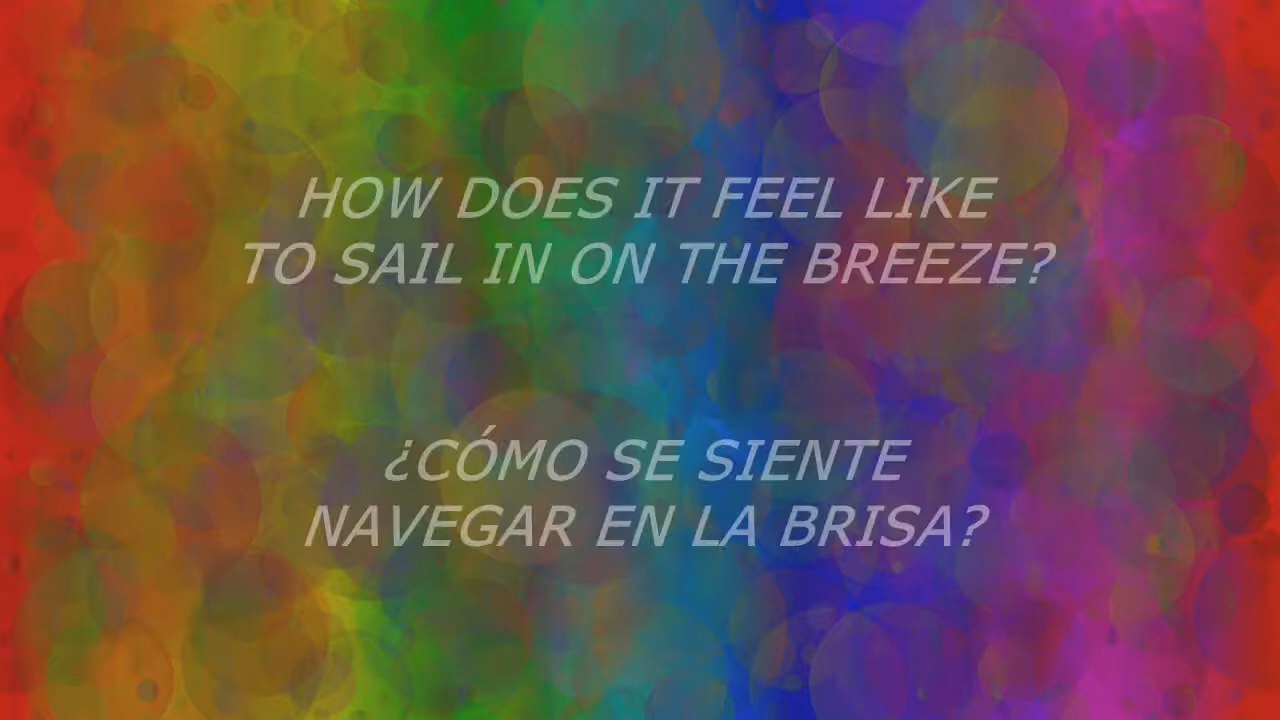 HOW DOES IT FEEL LIKE
TO SAIL IN ON THE BREEZE?
¿CÓMO SE SIENTE
NAVEGAR EN LA BRISA?